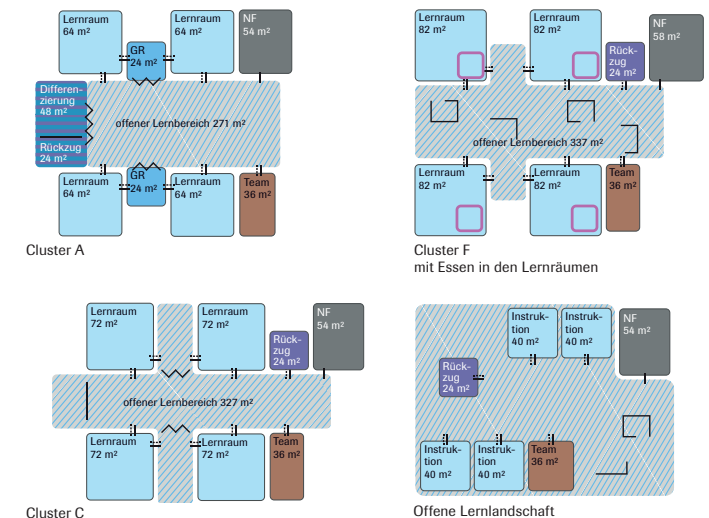 Lernraum
64 m²
GR
24 m²
Lernraum
64 m²
NF
54 m²
Differen-
zierung
48 m²
offener Lernbereich 271 m²
Rückzug
24 m²
Lernraum
64 m²
GR
24 m²
Lernraum
64 m²
Team
36 m²
Cluster A
Lernraum
82 m²
Lernraum
82 m²
Rück-
zug
24 m²
NF
58 m²
offener Lernbereich 337 m²
Lernraum
82 m²
Lernraum
82 m²
Team
36 m²
Cluster F
mit Essen in den Lernräumen
Lernraum
72 m²
Lernraum
72 m²
Rück-
zug
24 m²
NF
54 m²
offener Lernbereich 327 m²
Lernraum
72 m²
Lernraum
72 m²
Team
36 m²
Cluster C
Instruk-
tion
40 m²
Instruk-
tion
40 m²
NF
54 m²
Rück-
zug
24 m²
Instruk-
tion
40 m²
Instruk-
tion
40 m²
Team
36 m²
Offene Lernlandschaft